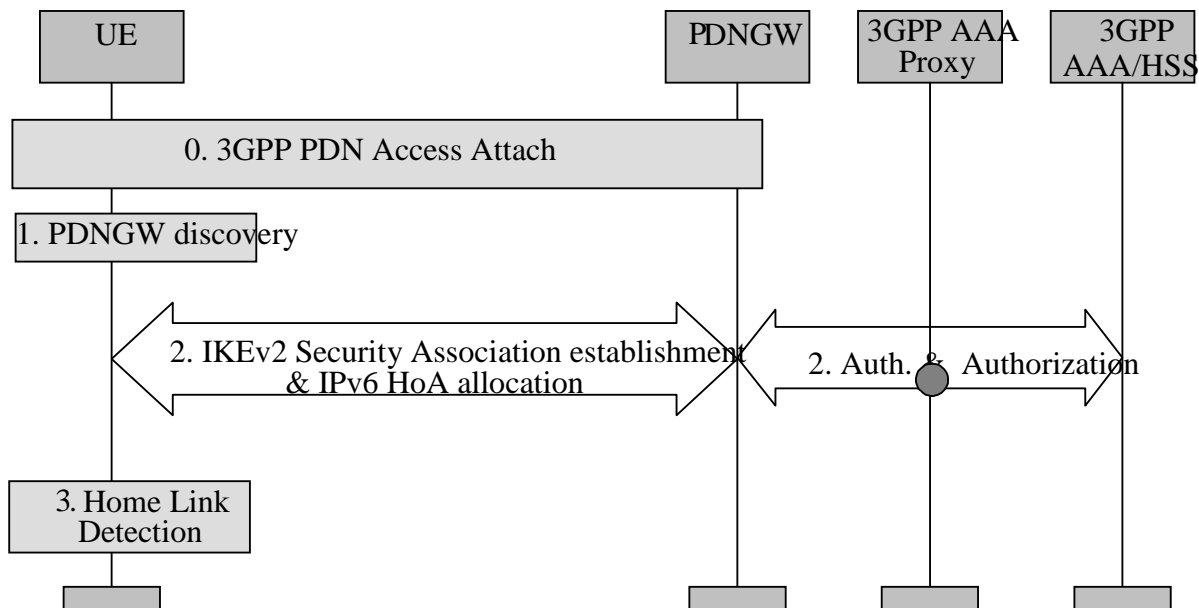 UE
PDNGW
3GPP AAA
Proxy
3GPP
AAA/HSS
0. 3GPP PDN Access Attach
1. PDNGW discovery
2. IKEv2 Security Association establishment
& IPv6 HoA allocation
2. Auth. & Authorization
3. Home Link
Detection